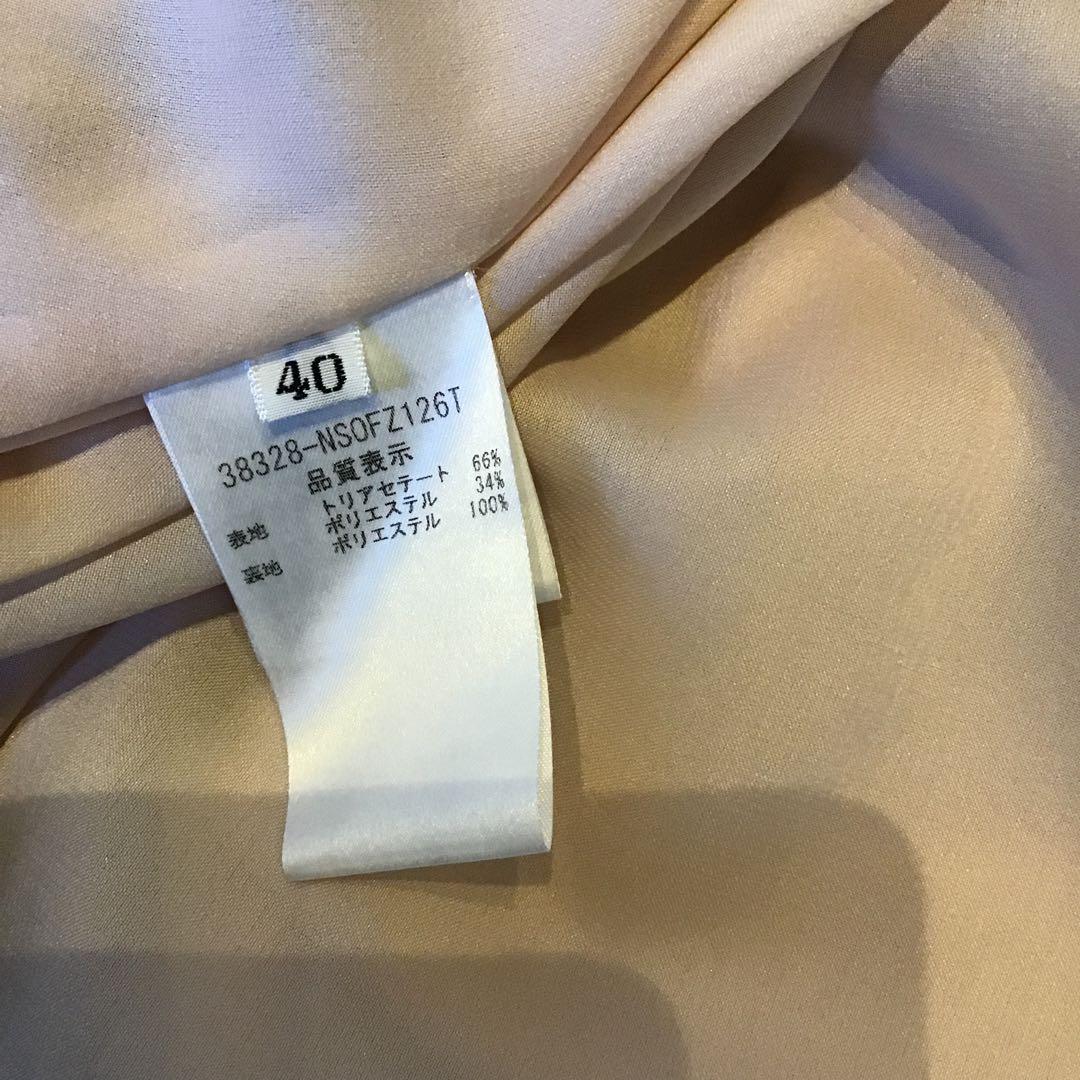 40
38328-NSOFZ126T
品質表示
表地 トリアセテート 66%
ポリエステル 34%
裏地 ポリエステル 100%